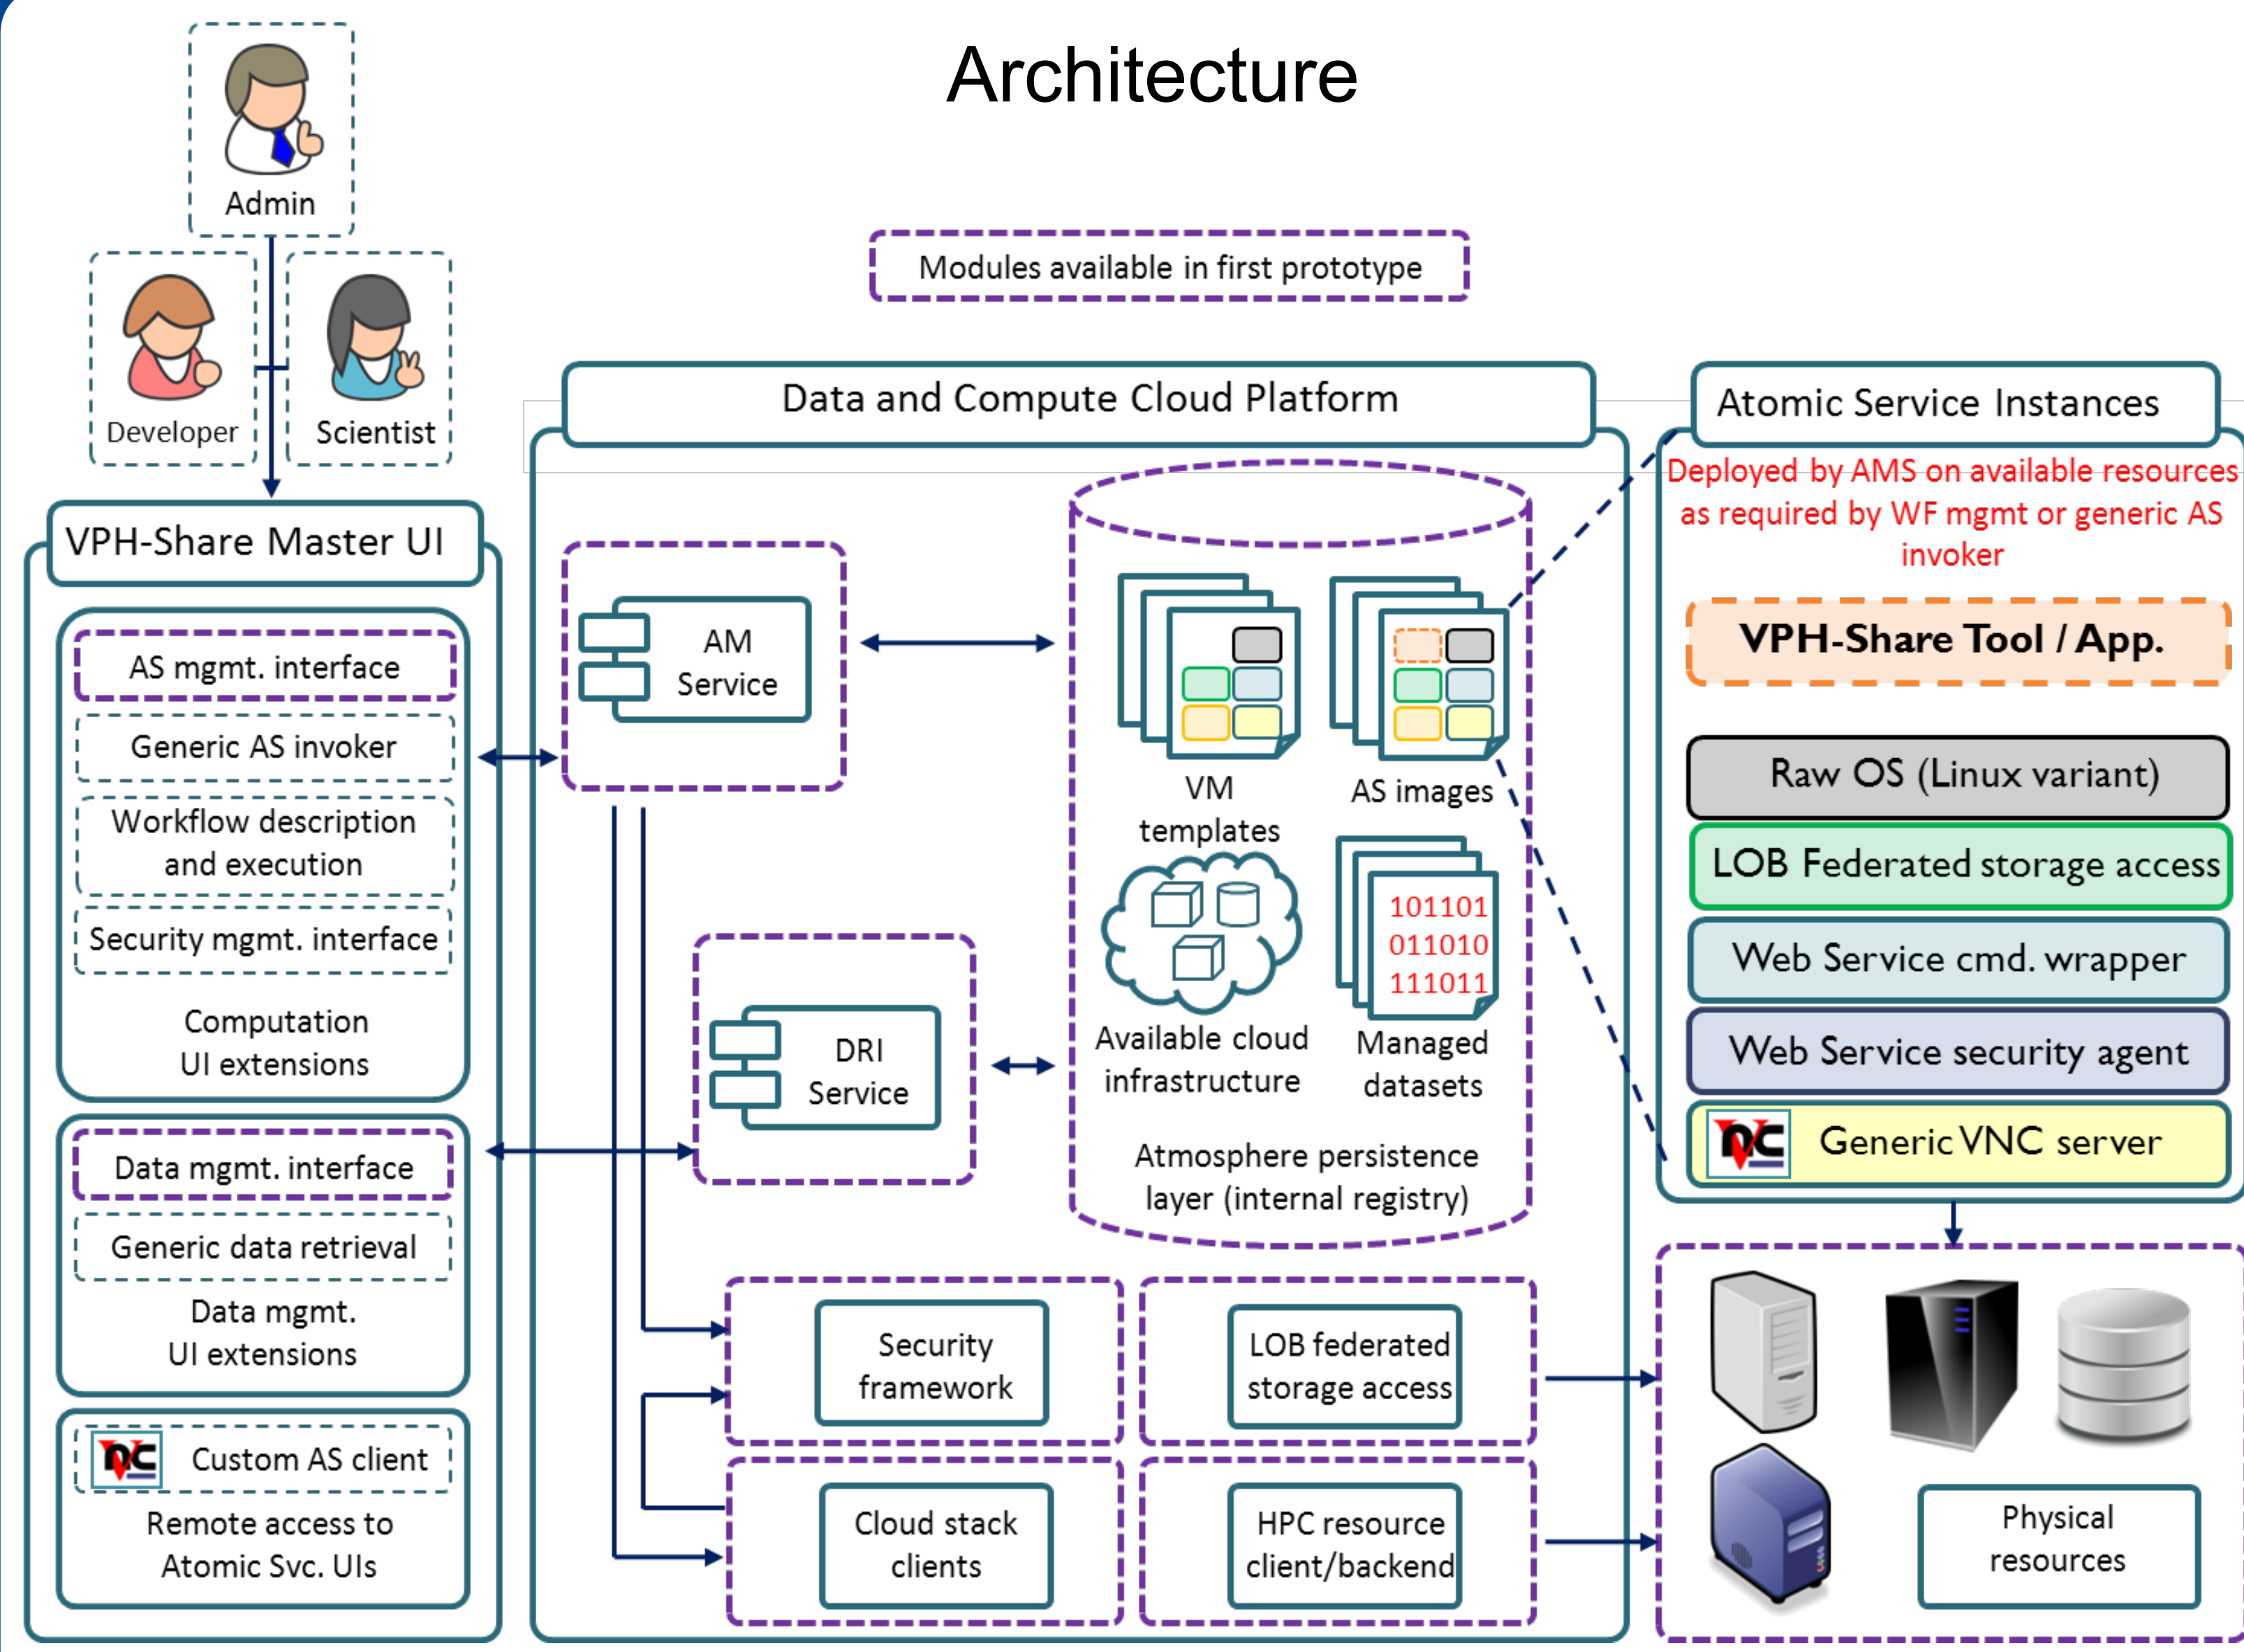 Architecture
Admin
Developer
Scientist
Modules available in first prototype
VPH-Share Master UI
AS mgmt. interface
Generic AS invoker
Workflow description
and execution
Security mgmt. interface
Computation
UI extensions
Data mgmt. interface
Generic data retrieval
Data mgmt.
UI extensions
VNC
Custom AS client
Remote access to
Atomic Svc. UIs
Data and Compute Cloud Platform
AM
Service
DRI
Service
VM
templates
AS images
Available cloud
infrastructure
101101
011010
111011
Managed
datasets
Atmosphere persistence
layer (internal registry)
Security
framework
LOB federated
storage access
Cloud stack
clients
HPC resource
client/backend
Atomic Service Instances
Deployed by AMS on available resources
as required by WF mgmt or generic AS
invoker
VPH-Share Tool / App.
Raw OS (Linux variant)
LOB Federated storage access
Web Service cmd. wrapper
Web Service security agent
VNC
Generic VNC server
Physical
resources